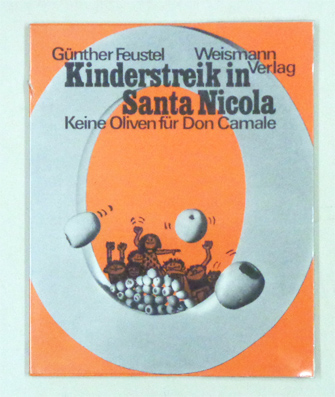 Günther Feustel Weismann
Verlag
Kinderstreik in
Santa Nicola
Keine Oliven für Don Camale